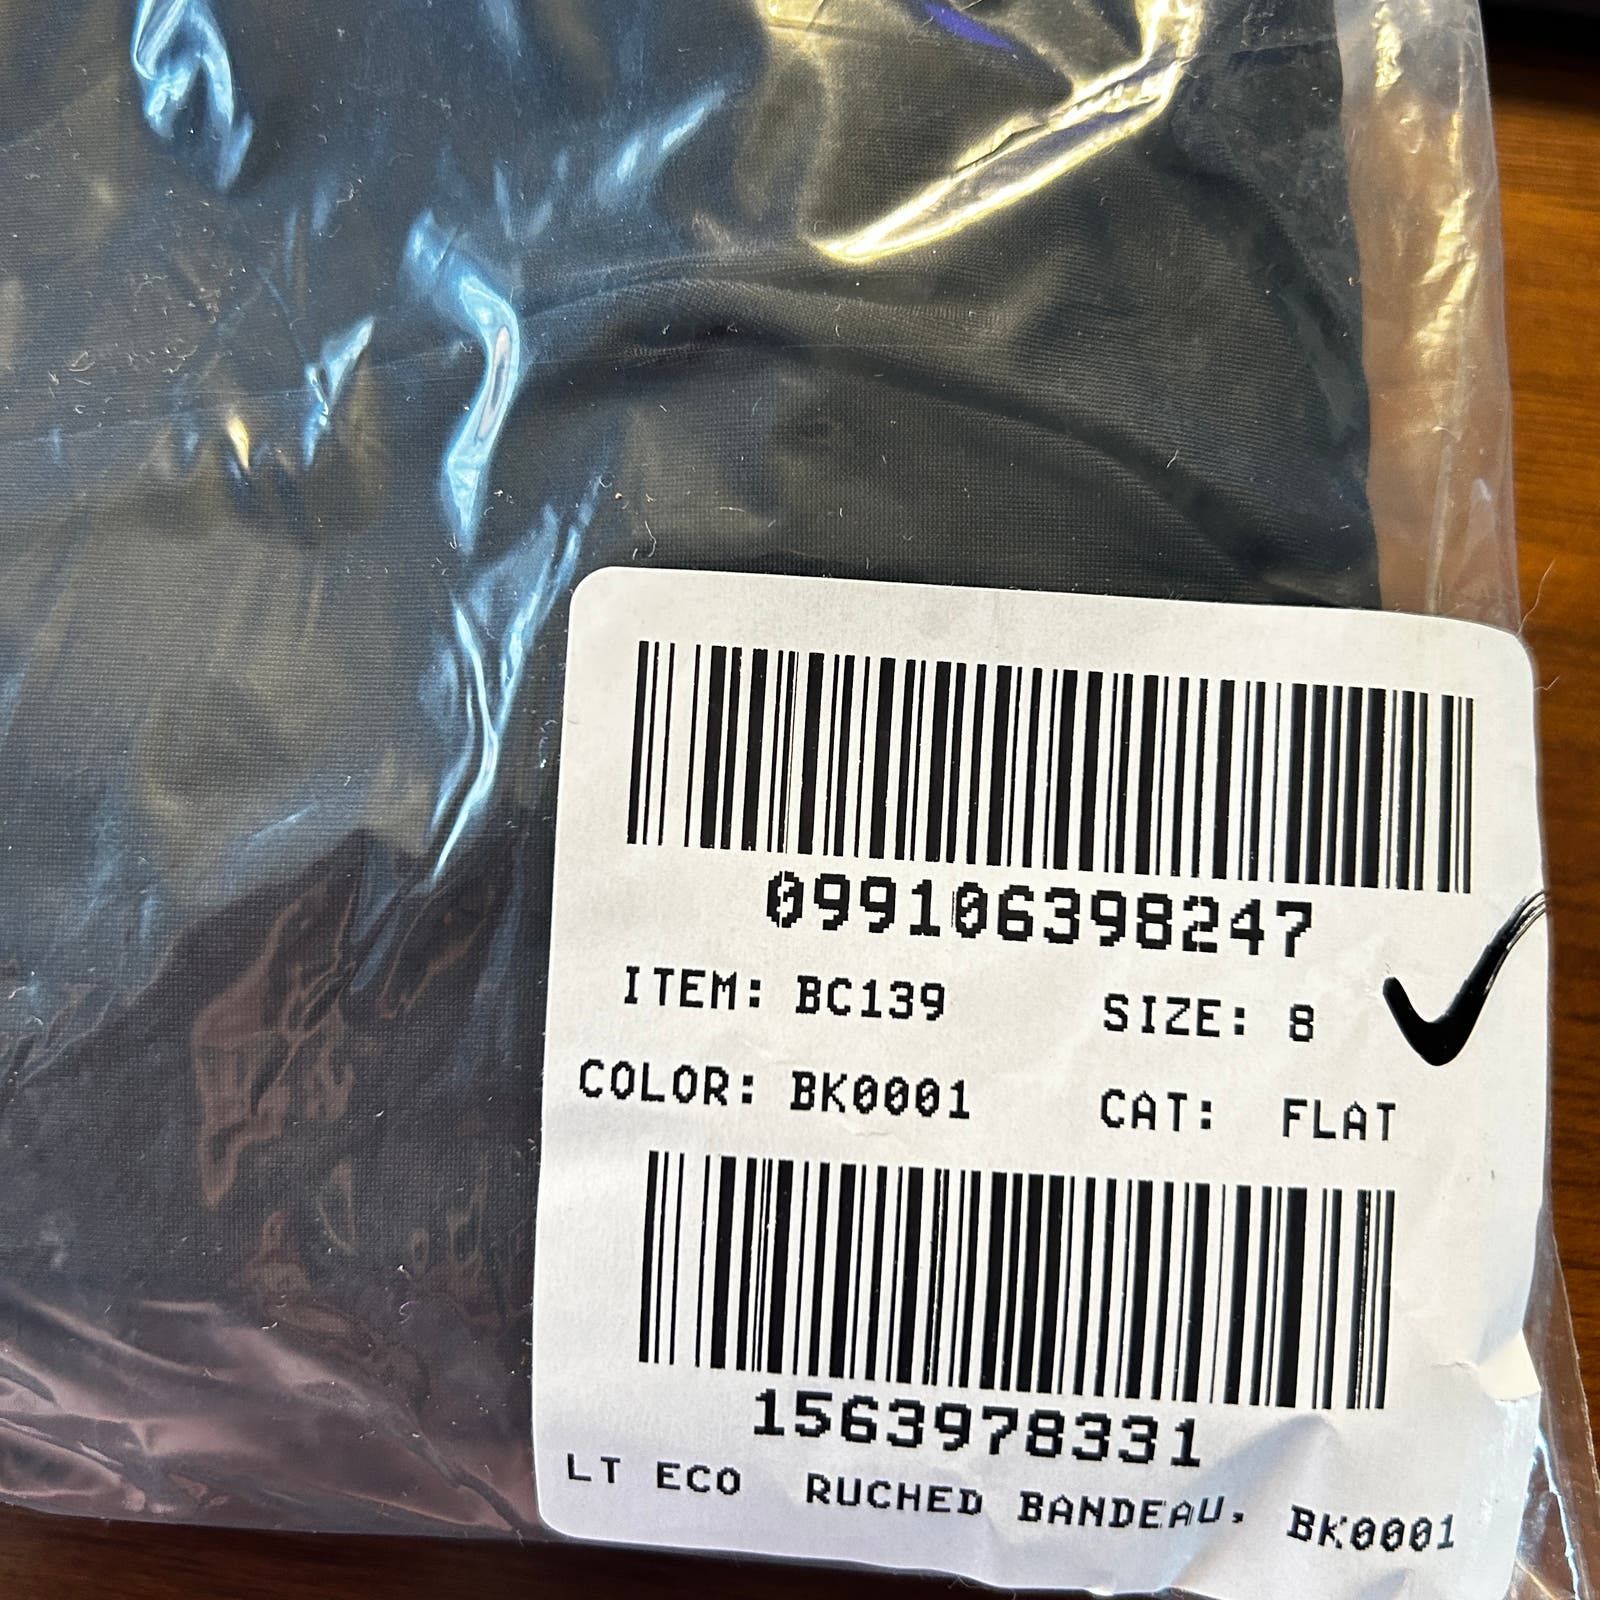 099106398247
ITEM: BC139 SIZE: 8
COLOR: BK0001 CAT: FLAT
1563978331
LT ECO RUCHED BANDEAU, BK0001